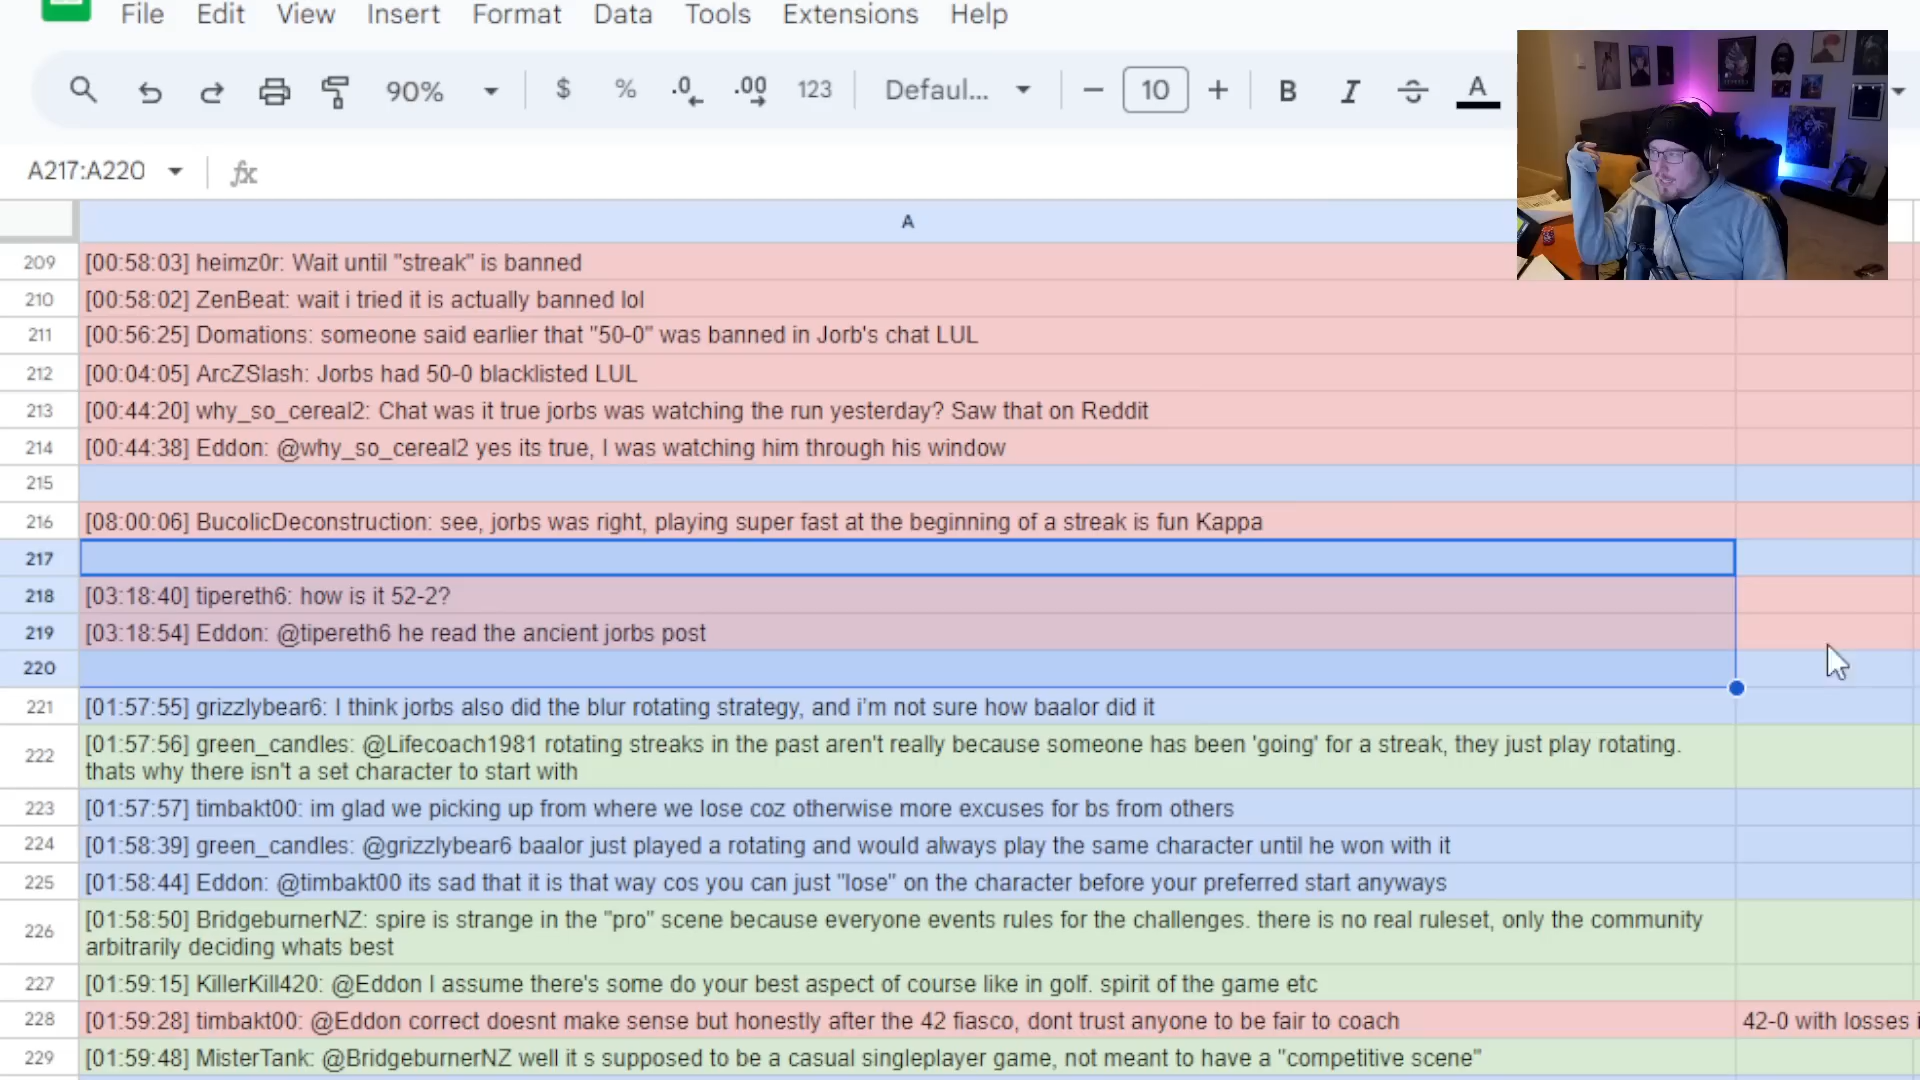 File Edit View Insert Format Data Tools Extensions Help
90% $ % .0 .00 123 Defaul... 10 B I S A
A217:A220 fx
A
209 [00:58:03] heimz0r: Wait until "streak" is banned
210 [00:58:02] ZenBeat: wait i tried it is actually banned lol
211 [00:56:25] Domations: someone said earlier that "50-0" was banned in Jorb's chat LUL
212 [00:04:05] ArcZSlash: Jorbs had 50-0 blacklisted LUL
213 [00:44:20] why_so_cereal2: Chat was it true jorbs was watching the run yesterday? Saw that on Reddit
214 [00:44:38] Eddon: @why_so_cereal2 yes its true, I was watching him through his window
215
216 [08:00:06] BucolicDeconstruction: see, jorbs was right, playing super fast at the beginning of a streak is fun Kappa
217
218 [03:18:40] tipereth6: how is it 52-2?
219 [03:18:54] Eddon: @tipereth6 he read the ancient jorbs post
220
221 [01:57:55] grizzlybear6: I think jorbs also did the blur rotating strategy, and i'm not sure how baalor did it
222 [01:57:56] green_candles: @Lifecoach1981 rotating streaks in the past aren't really because someone has been 'going' for a streak, they just play rotating.
thats why there isn't a set character to start with
223 [01:57:57] timbakt00: im glad we picking up from where we lose coz otherwise more excuses for bs from others
224 [01:58:39] green_candles: @grizzlybear6 baalor just played a rotating and would always play the same character until he won with it
225 [01:58:44] Eddon: @timbakt00 its sad that it is that way cos you can just "lose" on the character before your preferred start anyways
226 [01:58:50] BridgeburnerNZ: spire is strange in the "pro" scene because everyone events rules for the challenges. there is no real ruleset, only the community
arbitrarily deciding whats best
227 [01:59:15] KillerKill420: @Eddon I assume there's some do your best aspect of course like in golf. spirit of the game etc
228 [01:59:28] timbakt00: @Eddon correct doesnt make sense but honestly after the 42 fiasco, dont trust anyone to be fair to coach 42-0 with losses
229 [01:59:48] MisterTank: @BridgeburnerNZ well it s supposed to be a casual singleplayer game, not meant to have a "competitive scene"